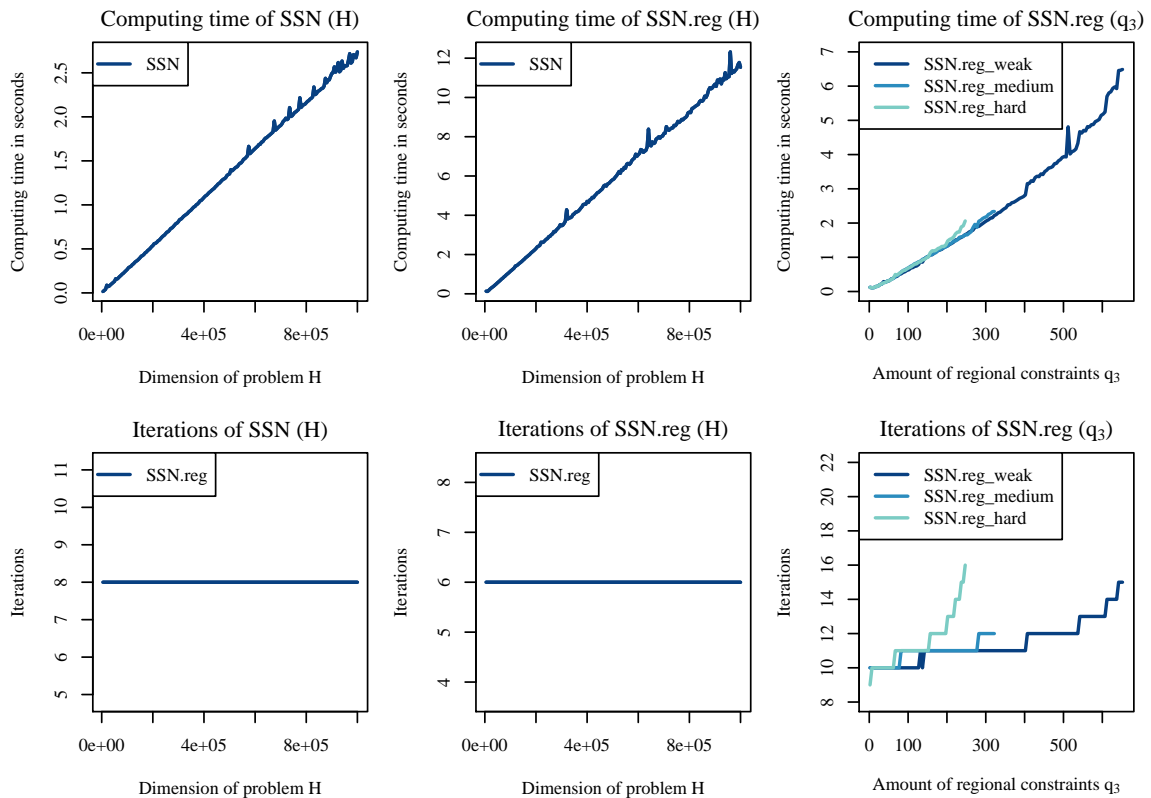 Computing time of SSN (H)
SSN
Computing time in seconds
0.0
0.5
1.0
1.5
2.0
2.5
0e+00
4e+05
8e+05
Dimension of problem H
Computing time of SSN.reg (H)
SSN
Computing time in seconds
0
2
4
6
8
10
12
0e+00
4e+05
8e+05
Dimension of problem H
Computing time of SSN.reg (q₃)
SSN.reg_weak
SSN.reg_medium
SSN.reg_hard
Computing time in seconds
0
1
2
3
4
5
6
7
0
100
300
500
Amount of regional constraints q₃
Iterations of SSN (H)
SSN.reg
Iterations
5
6
7
8
9
10
11
0e+00
4e+05
8e+05
Dimension of problem H
Iterations of SSN.reg (H)
SSN.reg
Iterations
4
5
6
7
8
0e+00
4e+05
8e+05
Dimension of problem H
Iterations of SSN.reg (q₃)
SSN.reg_weak
SSN.reg_medium
SSN.reg_hard
Iterations
8
10
12
14
16
18
20
22
0
100
300
500
Amount of regional constraints q₃